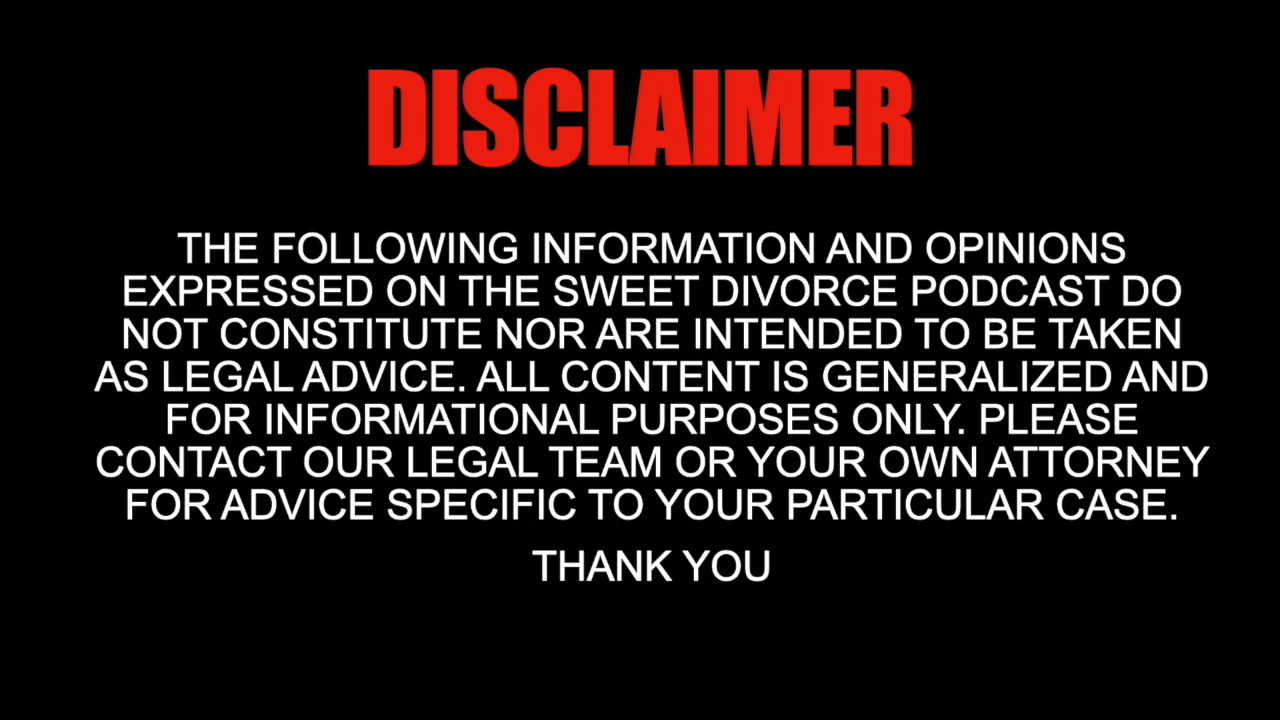 DISCLAIMER
THE FOLLOWING INFORMATION AND OPINIONS
EXPRESSED ON THE SWEET DIVORCE PODCAST DO
NOT CONSTITUTE NOR ARE INTENDED TO BE TAKEN
AS LEGAL ADVICE. ALL CONTENT IS GENERALIZED AND
FOR INFORMATIONAL PURPOSES ONLY. PLEASE
CONTACT OUR LEGAL TEAM OR YOUR OWN ATTORNEY
FOR ADVICE SPECIFIC TO YOUR PARTICULAR CASE.
THANK YOU